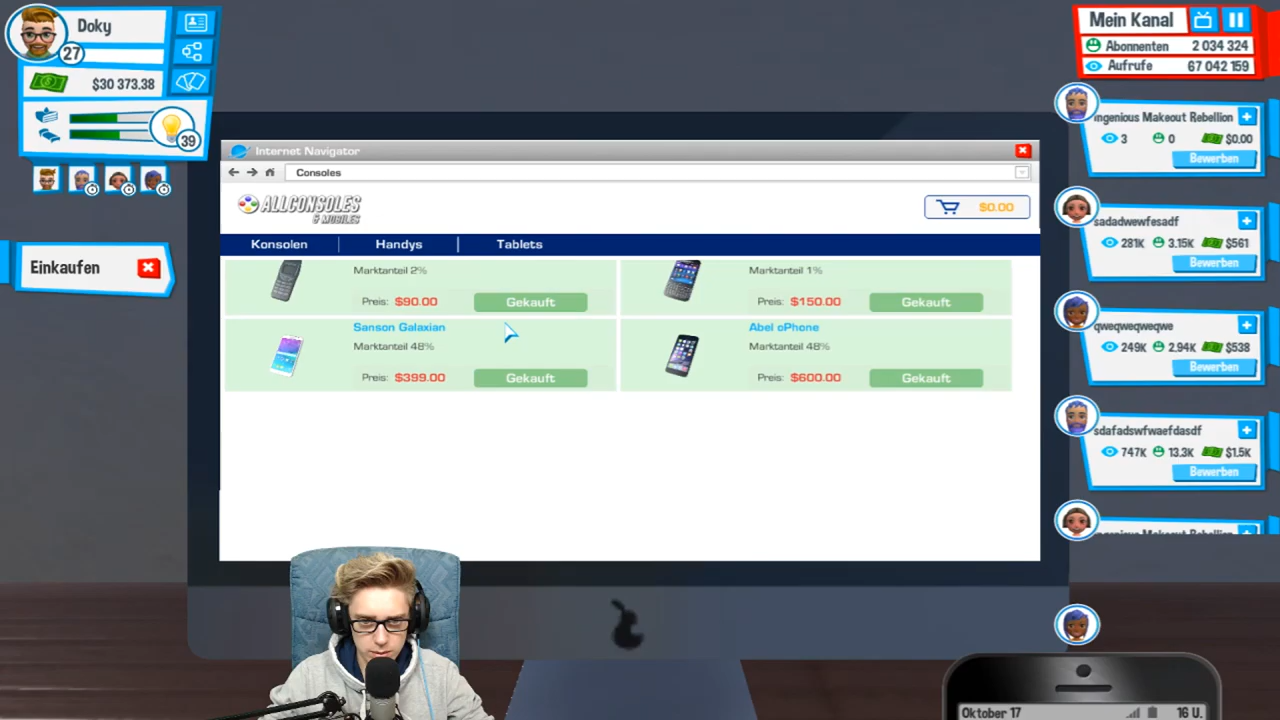 Doky
27
$30 373.38
39
Einkaufen
Internet Navigator
Consoles
ALLCONSOLES
& MOBILES
$0.00
Konsolen
Handys
Tablets
Marktanteil 2%
Preis: $90.00
Gekauft
Marktanteil 1%
Preis: $150.00
Gekauft
Sanson Galaxian
Marktanteil 48%
Preis: $399.00
Gekauft
Abel oPhone
Marktanteil 48%
Preis: $600.00
Gekauft
Mein Kanal
Abonnenten 2 034 324
Aufrufe 67 042 159
Ingenious Makeout Rebellion
3 0 $0.00
Bewerben
sadadwewfesadf
281K 3.15K $561
Bewerben
qweqweqweqwe
249K 2.94K $538
Bewerben
sdafadswfwaefdasdf
747K 13.3K $1.5K
Bewerben
Makeout Rebellion
Oktober 17
16 U.